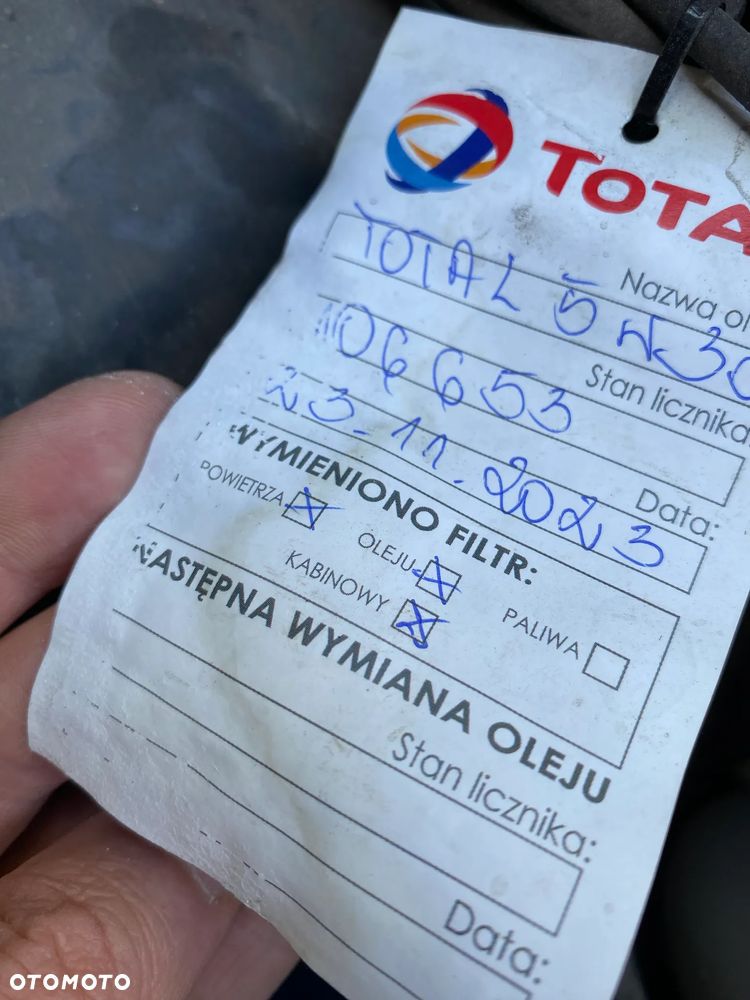 TOTA
Nazwa ol
TOTAL 5W30
Stan licznika
06653
Data:
23-11-2023
WYMIENIONO FILTR:
POWIETRZA OLEJU PALIWA
KABINOWY
NASTĘPNA WYMIANA OLEJU
Stan licznika:
Data:
OTOMOTO